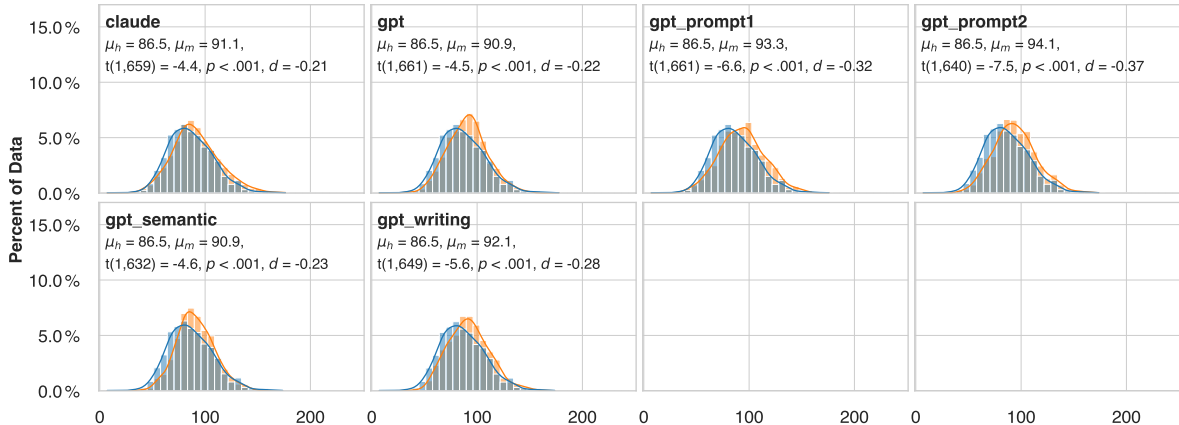 15.0%
10.0%
5.0%
0.0%
claude
μh = 86.5, μm = 91.1,
t(1,659) = -4.4, p < .001, d = -0.21
gpt
μh = 86.5, μm = 90.9,
t(1,661) = -4.5, p < .001, d = -0.22
gpt_prompt1
μh = 86.5, μm = 93.3,
t(1,661) = -6.6, p < .001, d = -0.32
gpt_prompt2
μh = 86.5, μm = 94.1,
t(1,640) = -7.5, p < .001, d = -0.37
Percent of Data
15.0%
10.0%
5.0%
0.0%
gpt_semantic
μh = 86.5, μm = 90.9,
t(1,632) = -4.6, p < .001, d = -0.23
gpt_writing
μh = 86.5, μm = 92.1,
t(1,649) = -5.6, p < .001, d = -0.28
0 100 200 0 100 200 0 100 200 0 100 200